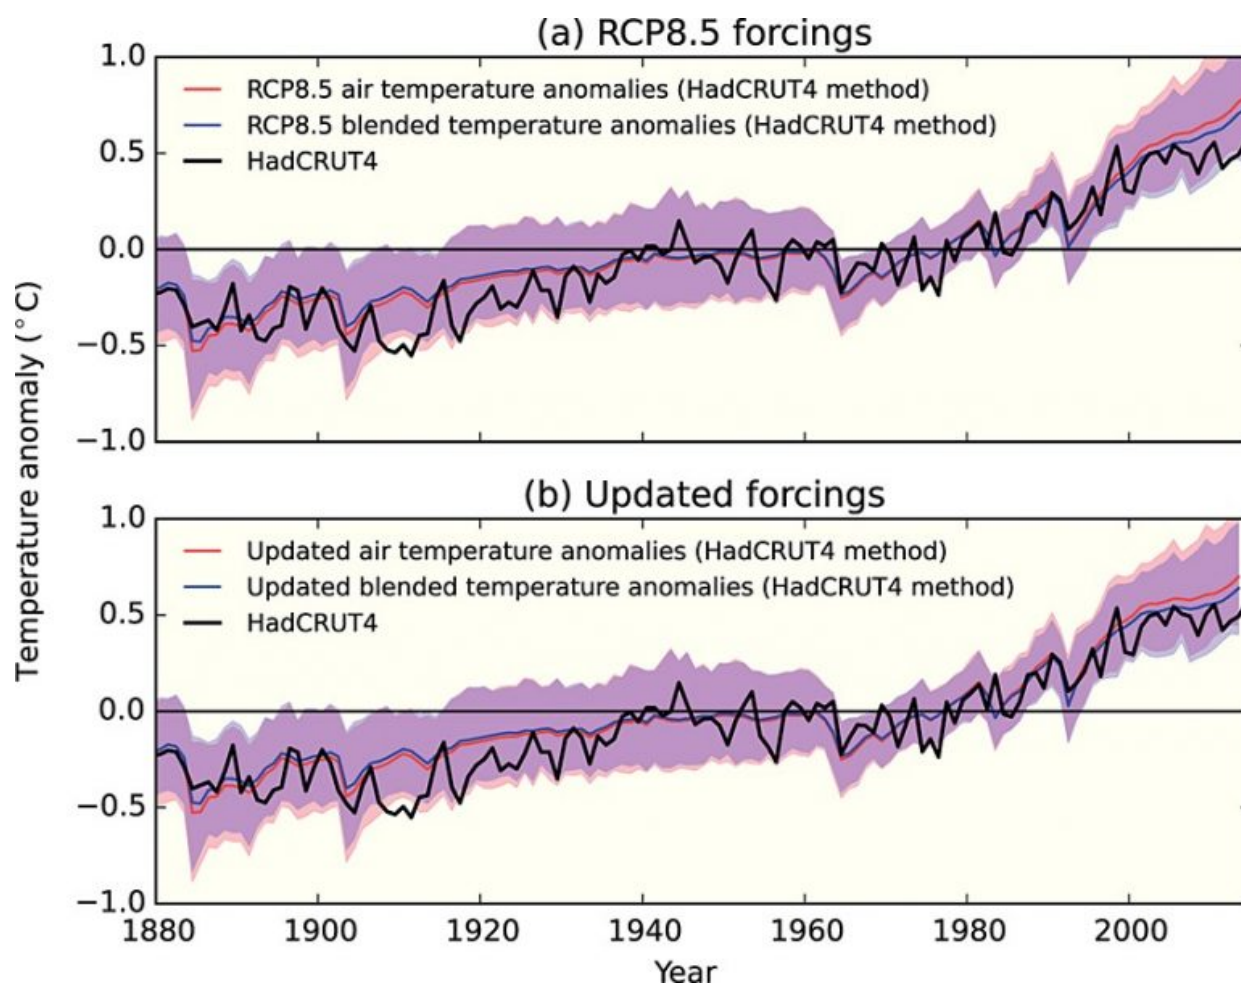 (a) RCP8.5 forcings
1.0
RCP8.5 air temperature anomalies (HadCRUT4 method)
RCP8.5 blended temperature anomalies (HadCRUT4 method)
0.5
HadCRUT4
0.0
−0.5
−1.0
Temperature anomaly (°C)
(b) Updated forcings
1.0
Updated air temperature anomalies (HadCRUT4 method)
Updated blended temperature anomalies (HadCRUT4 method)
0.5
HadCRUT4
0.0
−0.5
−1.0
1880 1900 1920 1940 1960 1980 2000
Year